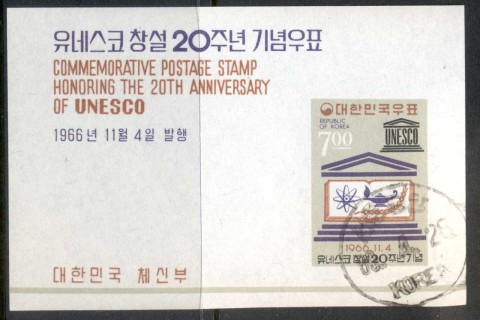 유네스코 창설 20주년 기념우표
COMMEMORATIVE POSTAGE STAMP
HONORING THE 20TH ANNIVERSARY
OF UNESCO
1966년 11월 4일 발행
대한민국우표
REPUBLIC
OF KOREA
7.00
UNESCO
1966.11.4
유네스코 창설 20주년기념
대한민국 체신부
KOREA